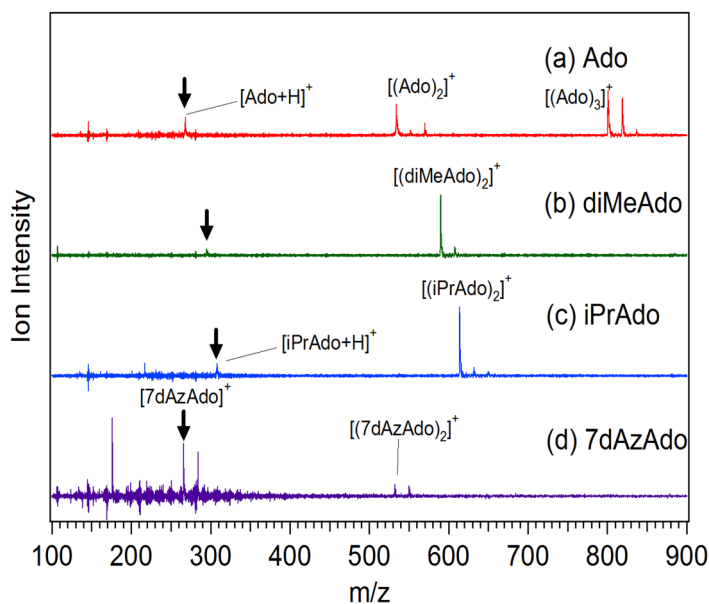 (a) Ado
[Ado+H]⁺
[(Ado)₂]⁺
[(Ado)₃]⁺
[(diMeAdo)₂]⁺
(b) diMeAdo
[(iPrAdo)₂]⁺
(c) iPrAdo
[iPrAdo+H]⁺
[7dAzAdo]⁺
[(7dAzAdo)₂]⁺
(d) 7dAzAdo
Ion Intensity
100 200 300 400 500 600 700 800 900
m/z